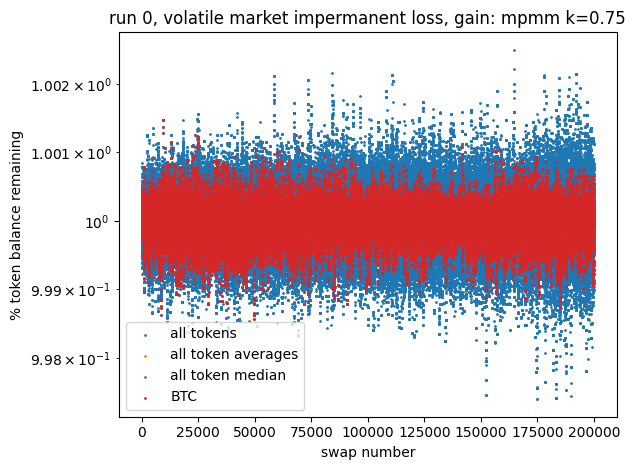 run 0, volatile market impermanent loss, gain: mpmm k=0.75
% token balance remaining
1.002 × 10⁰
1.001 × 10⁰
10⁰
9.99 × 10⁻¹
9.98 × 10⁻¹
all tokens
all token averages
all token median
BTC
0 25000 50000 75000 100000 125000 150000 175000 200000
swap number